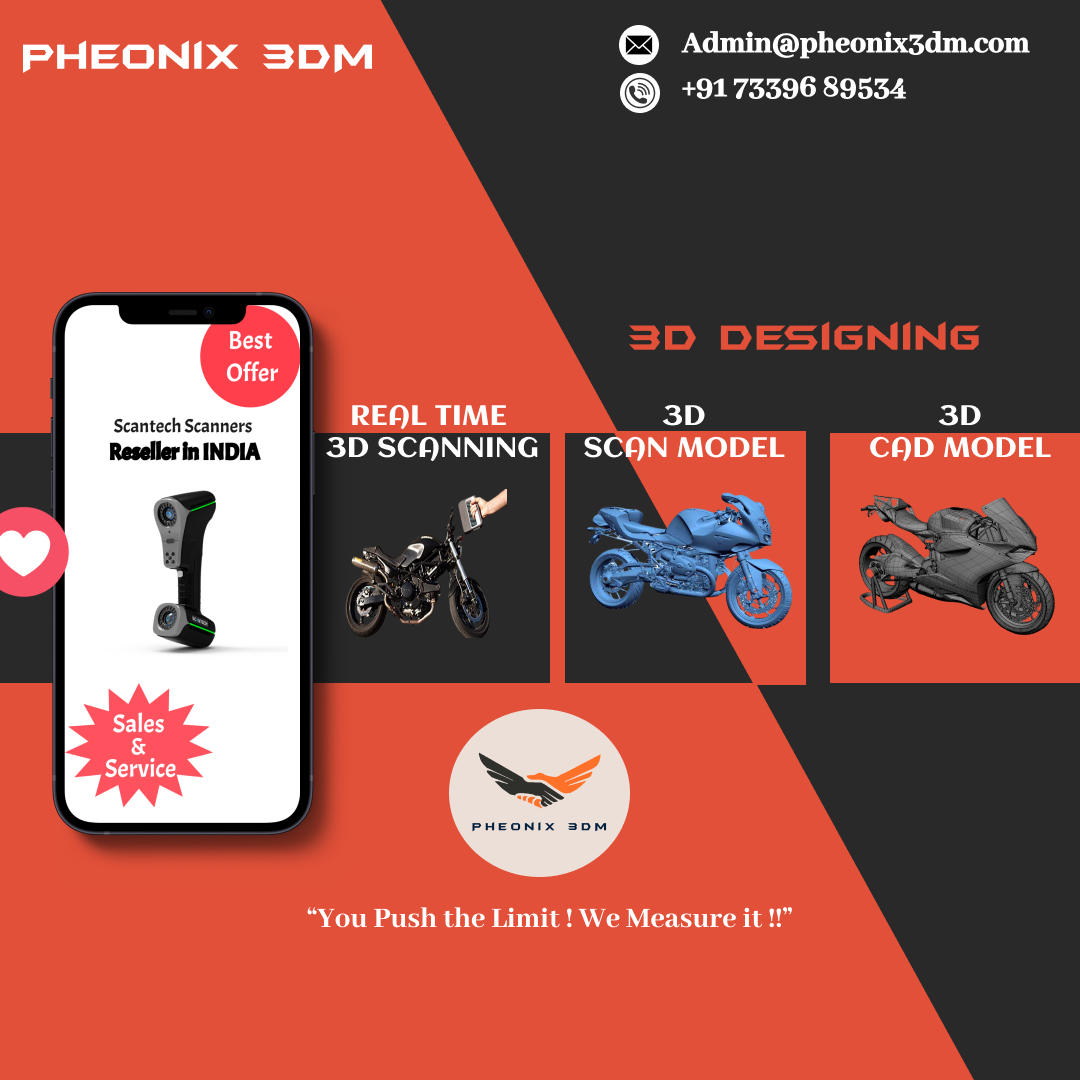 PHEONIX 3DM
Admin@pheonix3dm.com
+91 73396 89534
Best
Offer
Scantech Scanners
Reseller in INDIA
Sales
&
Service
3D DESIGNING
REAL TIME
3D SCANNING
3D
SCAN MODEL
3D
CAD MODEL
PHEONIX 3DM
“You Push the Limit ! We Measure it !!”